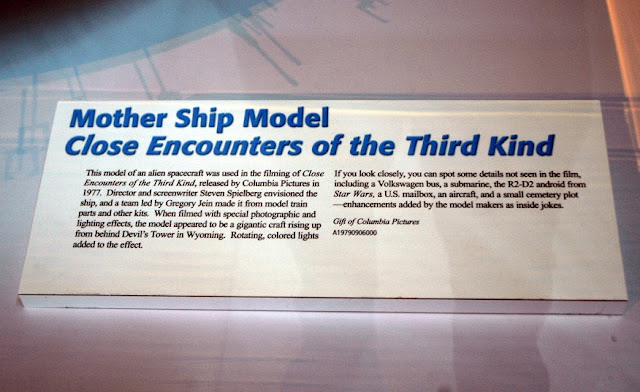 Mother Ship Model
Close Encounters of the Third Kind
This model of an alien spacecraft was used in the filming of Close
Encounters of the Third Kind, released by Columbia Pictures in
1977. Director and screenwriter Steven Spielberg envisioned the
ship, and a team led by Gregory Jein made it from model train
parts and other kits. When filmed with special photographic and
lighting effects, the model appeared to be a gigantic craft rising up
from behind Devil's Tower in Wyoming. Rotating, colored lights
added to the effect.
If you look closely, you can spot some details not seen in the film,
including a Volkswagen bus, a submarine, the R2-D2 android from
Star Wars, a U.S. mailbox, an aircraft, and a small cemetery plot
—enhancements added by the model makers as inside jokes.
Gift of Columbia Pictures
A19790906000